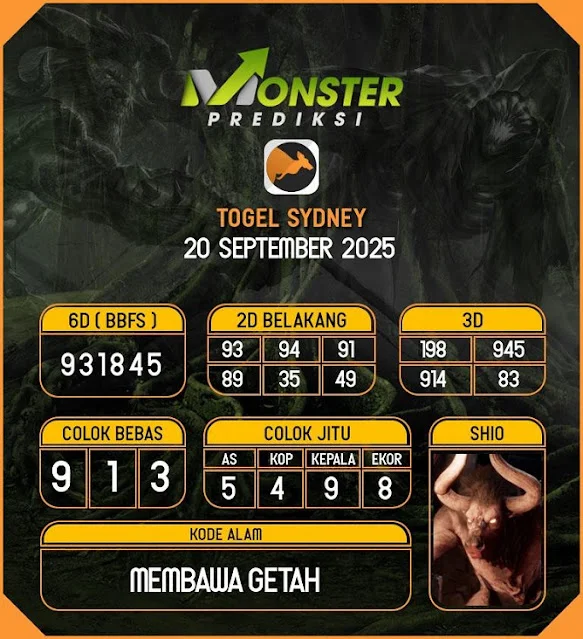 MONSTER
PREDIKSI
TOGEL SYDNEY
20 SEPTEMBER 2025
6D ( BBFS )
931845
2D BELAKANG
93 94 91
89 35 49
3D
198 945
914 83
COLOK BEBAS
9 1 3
COLOK JITU
AS KOP KEPALA EKOR
5 4 9 8
SHIO
KODE ALAM
MEMBAWA GETAH